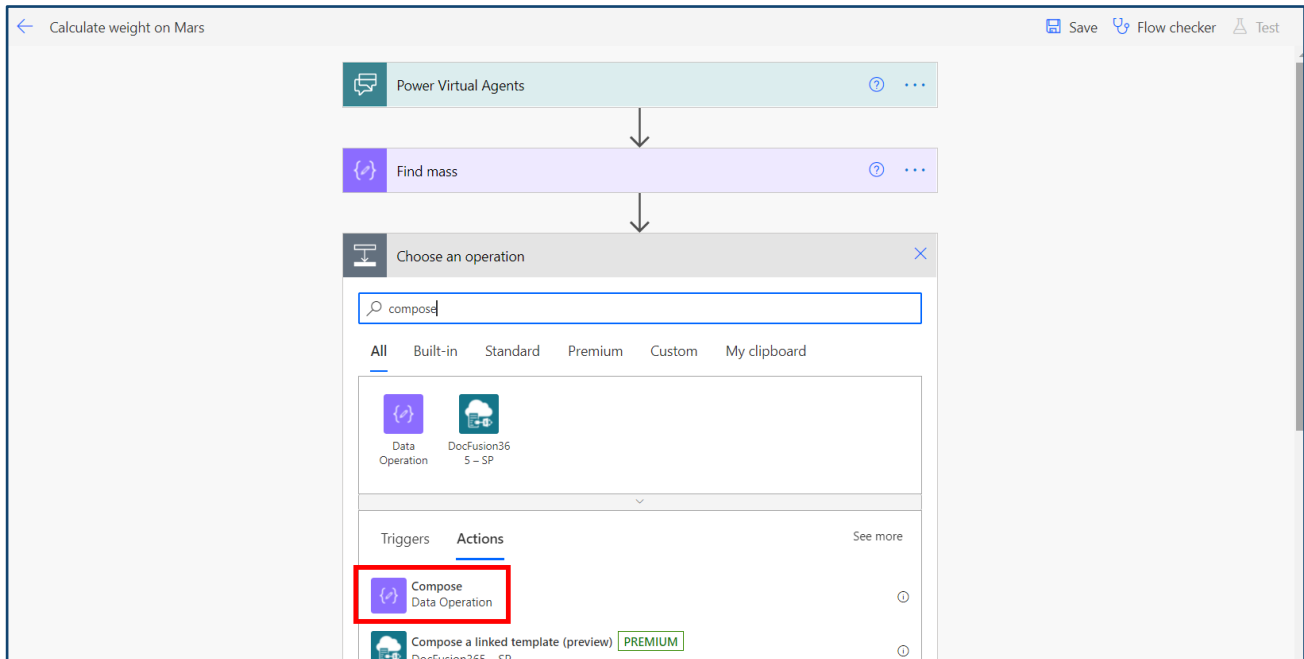 Calculate weight on Mars
Save
Flow checker
Test
Power Virtual Agents
Find mass
Choose an operation
compose
All
Built-in
Standard
Premium
Custom
My clipboard
Data
Operation
DocFusion36
5 – SP
Triggers
Actions
See more
Compose
Data Operation
Compose a linked template (preview) PREMIUM
DocFusion365 – SP